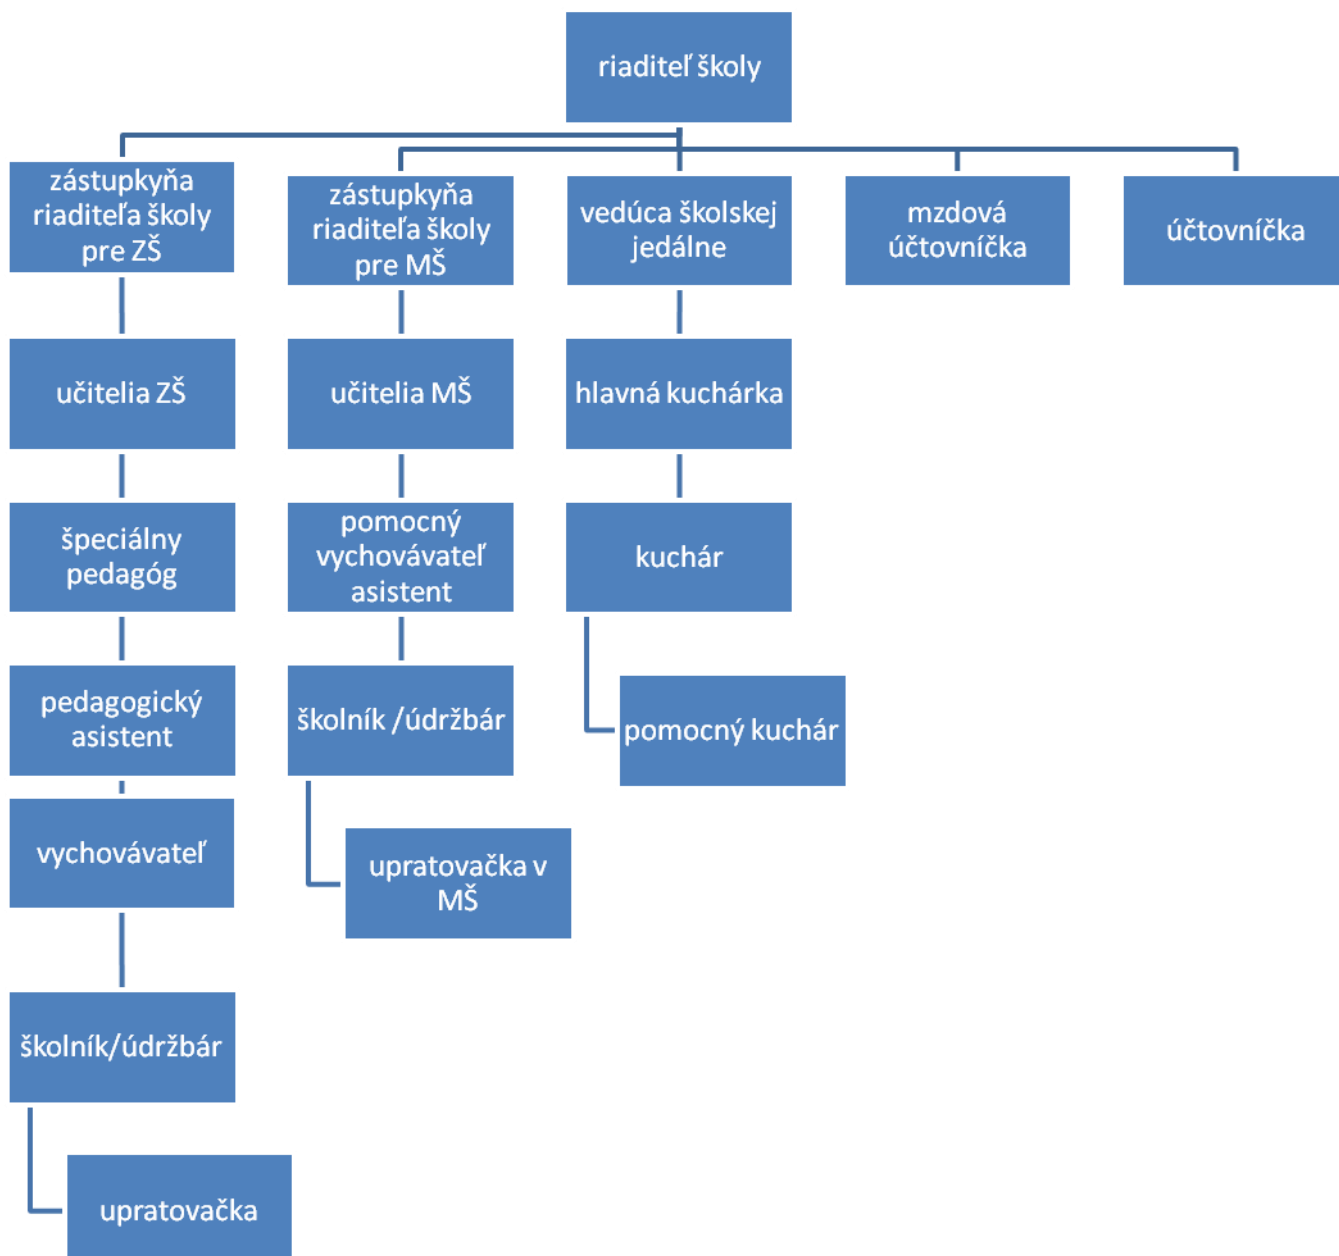 riaditeľ školy
zástupkyňa
riaditeľa školy
pre ZŠ
zástupkyňa
riaditeľa školy
pre MŠ
vedúca školskej
jedálne
mzdová
účtovníčka
účtovníčka
učitelia ZŠ
učitelia MŠ
hlavná kuchárka
špeciálny
pedagóg
pomocný
vychovávateľ
asistent
kuchár
pedagogický
asistent
školník /údržbár
pomocný kuchár
vychovávateľ
upratovačka v
MŠ
školník/údržbár
upratovačka